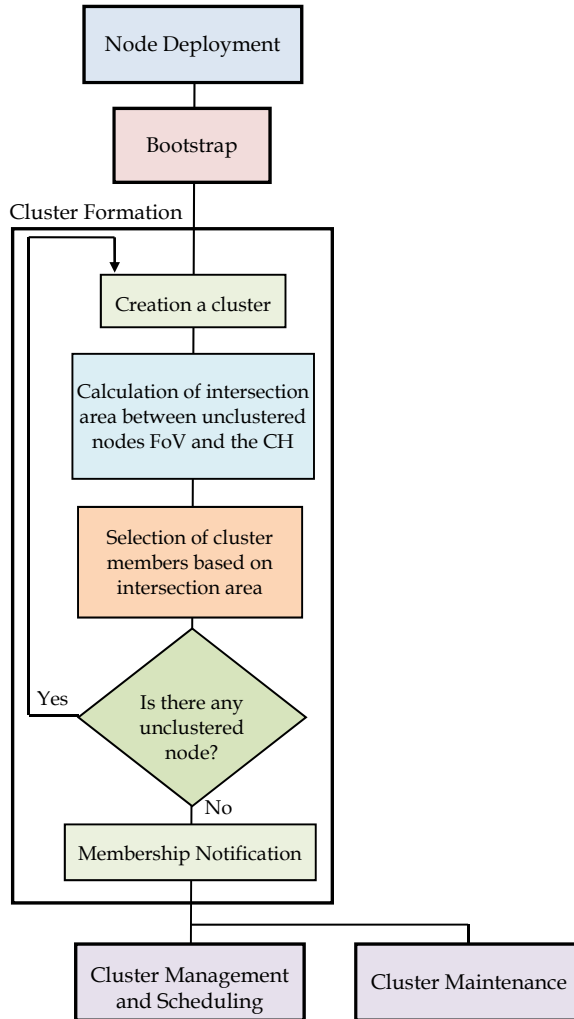 Node Deployment
Bootstrap
Cluster Formation
Creation a cluster
Calculation of intersection
area between unclustered
nodes FoV and the CH
Selection of cluster
members based on
intersection area
Yes
Is there any
unclustered
node?
No
Membership Notification
Cluster Management
and Scheduling
Cluster Maintenance